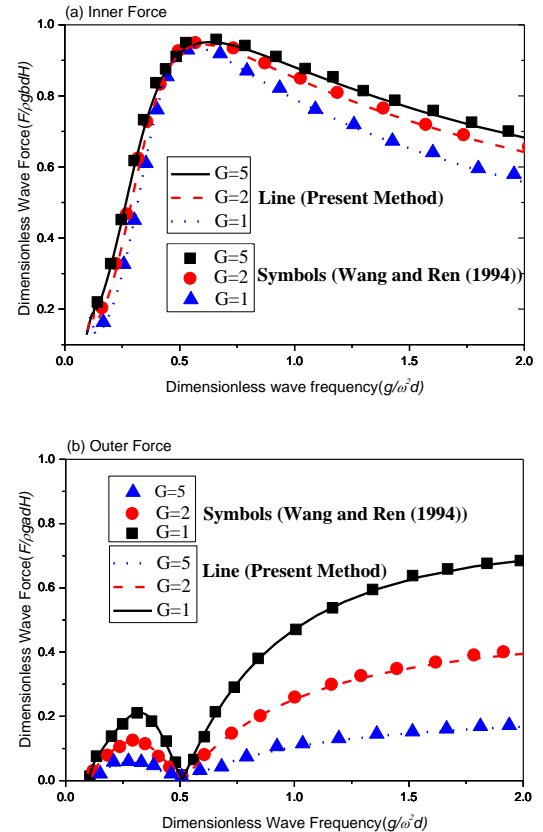 (a) Inner Force
Dimensionless Wave Force(F/ρgbdH)
1.0
0.8
0.6
0.4
0.2
G=5
G=2
G=1
Line (Present Method)
G=5
G=2
G=1
Symbols (Wang and Ren (1994))
0.0 0.5 1.0 1.5 2.0
Dimensionless wave frequency(g/ω²d)
(b) Outer Force
Dimensionless Wave Force(F/ρgadH)
1.0
0.8
0.6
0.4
0.2
0.0
G=5
G=2
G=1
Symbols (Wang and Ren (1994))
G=5
G=2
G=1
Line (Present Method)
0.0 0.5 1.0 1.5 2.0
Dimensionless Wave Frequency(g/ω²d)